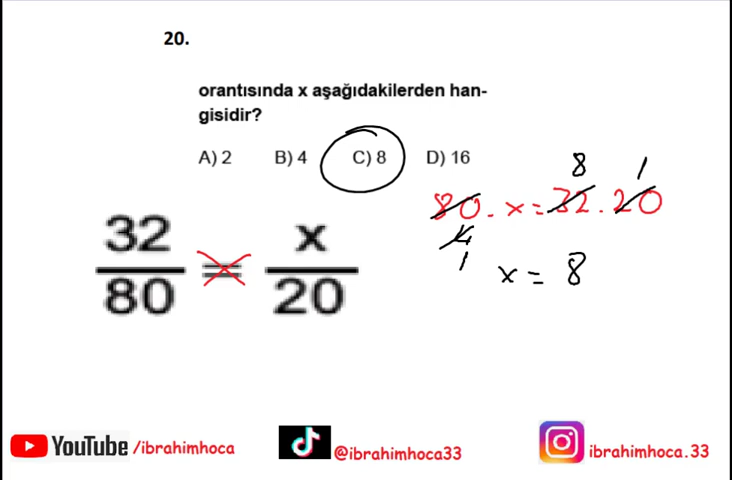 20.
orantısında x aşağıdakilerden han-
gisidir?
A) 2 B) 4 C) 8 D) 16
8 1
80 . x = 32 . 20
4
1
x = 8
32/80 = x/20
YouTube /ibrahimhoca
@ibrahimhoca33
ibrahimhoca.33